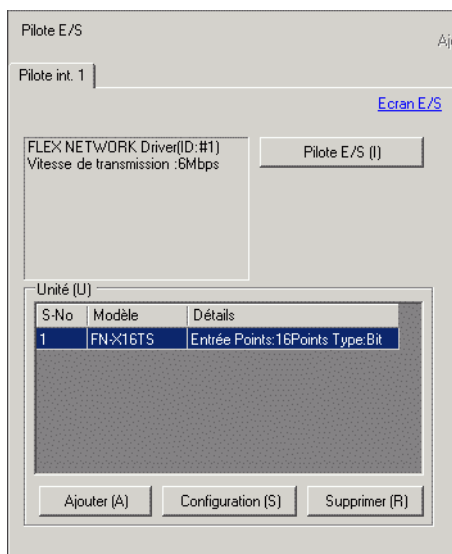 Pilote E/S
Pilote int. 1
Ecran E/S
FLEX NETWORK Driver(ID:#1)
Vitesse de transmission :6Mbps
Pilote E/S (I)
Unité (U)
S-No Modèle Détails
1 FN-X16TS Entrée Points:16Points Type:Bit
Ajouter (A) Configuration (S) Supprimer (R)